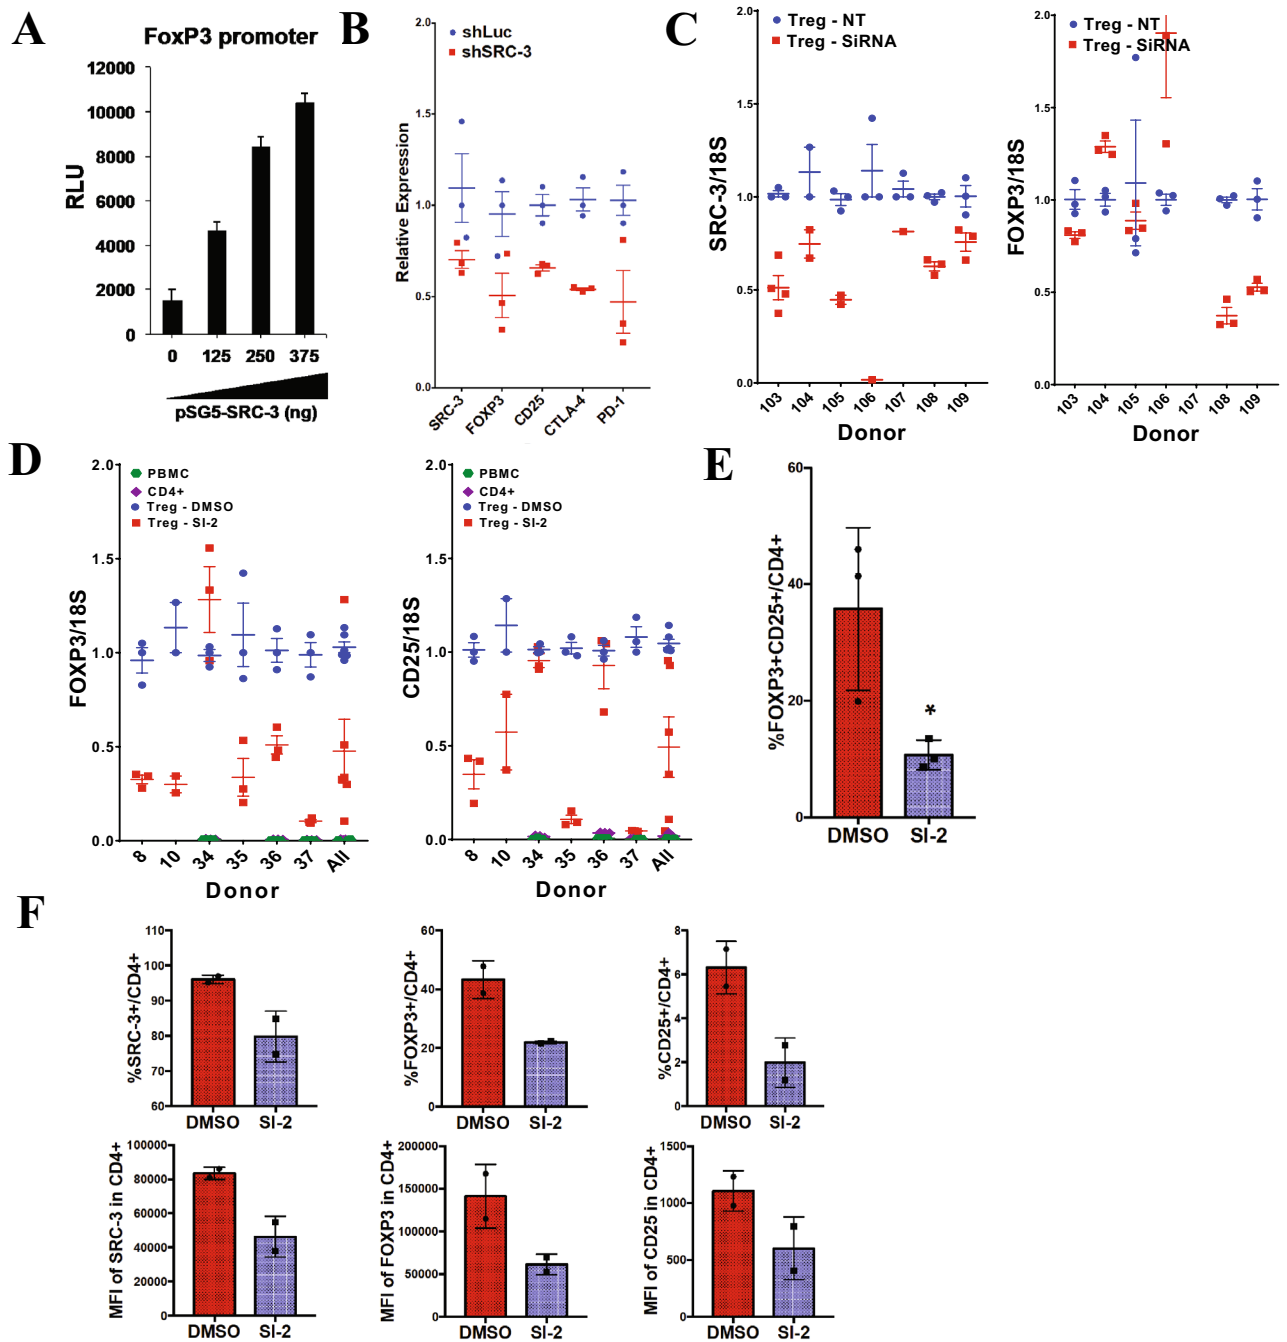 A
FoxP3 promoter
RLU
12000
10000
8000
6000
4000
2000
0
0 125 250 375
pSG5-SRC-3 (ng)
B
shLuc
shSRC-3
Relative Expression
2.0
1.5
1.0
0.5
0.0
SRC-3 FOXP3 CD25 CTLA-4 PD-1
C
Treg - NT
Treg - SiRNA
SRC-3/18S
2.0
1.5
1.0
0.5
0.0
103 104 105 106 107 108 109
Donor
Treg - NT
Treg - SiRNA
FOXP3/18S
2.0
1.5
1.0
0.5
0.0
103 104 105 106 107 108 109
Donor
D
PBMC
CD4+
Treg - DMSO
Treg - SI-2
FOXP3/18S
2.0
1.5
1.0
0.5
0.0
8 10 34 35 36 37 All
Donor
PBMC
CD4+
Treg - DMSO
Treg - SI-2
CD25/18S
2.0
1.5
1.0
0.5
0.0
8 10 34 35 36 37 All
Donor
E
%FOXP3+CD25+/CD4+
60
40
20
0
*
DMSO SI-2
F
%SRC-3+/CD4+
110
100
90
80
70
60
DMSO SI-2
%FOXP3+/CD4+
60
40
20
0
DMSO SI-2
%CD25+/CD4+
8
6
4
2
0
DMSO SI-2
MFI of SRC-3 in CD4+
100000
80000
60000
40000
20000
0
DMSO SI-2
MFI of FOXP3 in CD4+
200000
150000
100000
50000
0
DMSO SI-2
MFI of CD25 in CD4+
1500
1000
500
0
DMSO SI-2